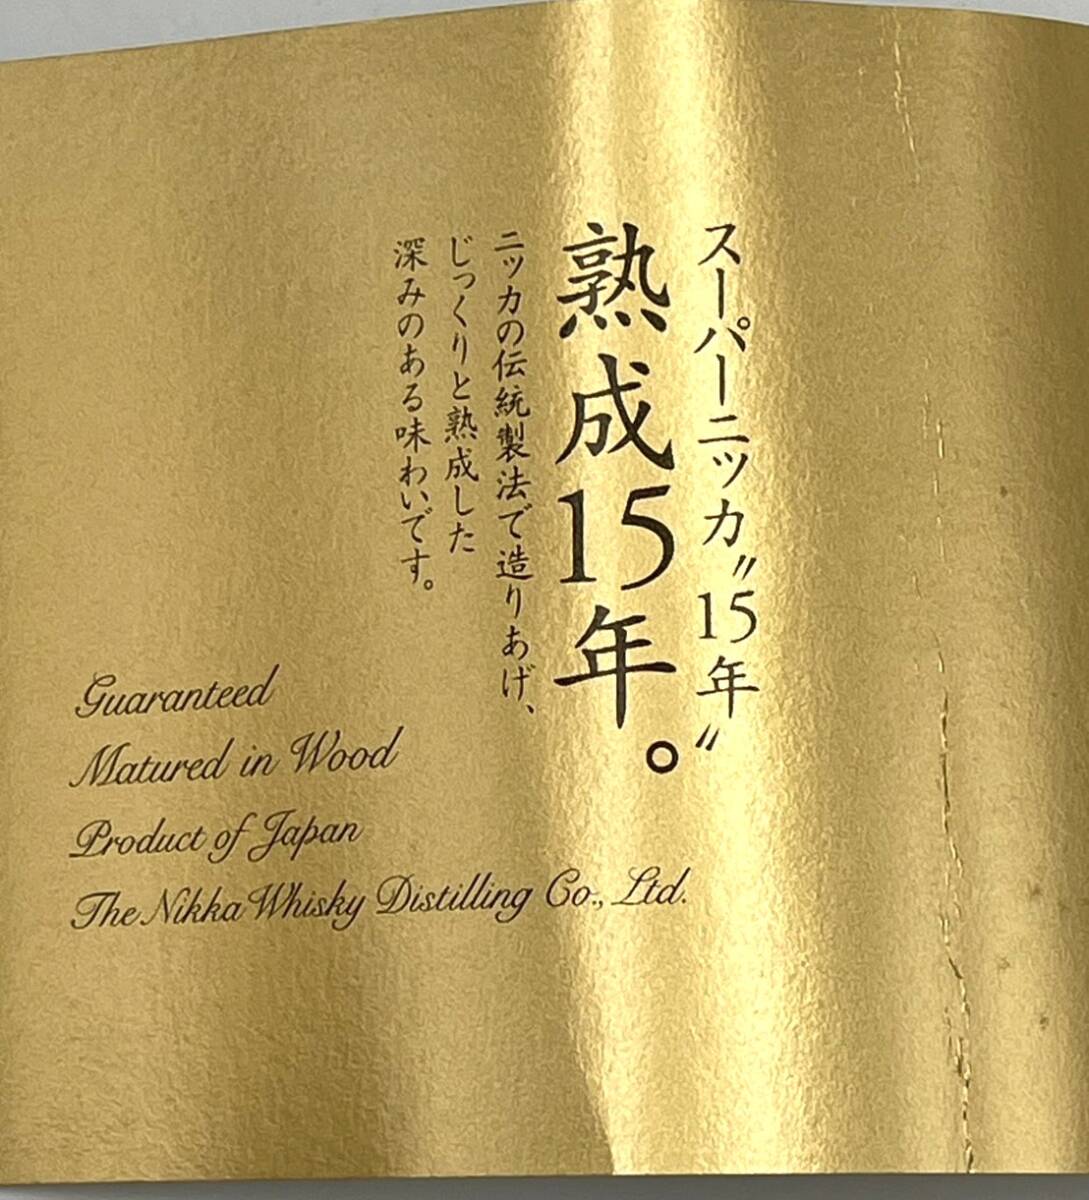 スーパーニッカ〝15年〟
熟成15年。
ニッカの伝統製法で造りあげ、
じっくりと熟成した
深みのある味わいです。
Guaranteed
Matured in Wood
Product of Japan
The Nikka Whisky Distilling Co., Ltd.